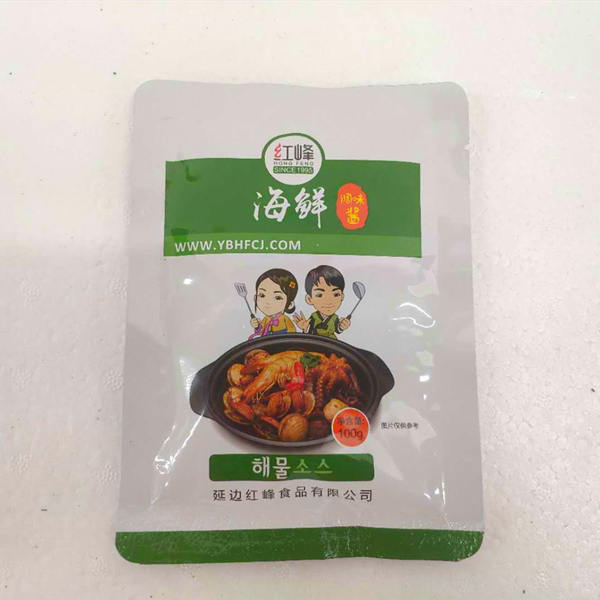 红峰
HONG FENG
SINCE 1995
海鲜
风味
酱
WWW.YBHFCJ.COM
净含量:
100g
图片仅供参考
해물소스
延边红峰食品有限公司